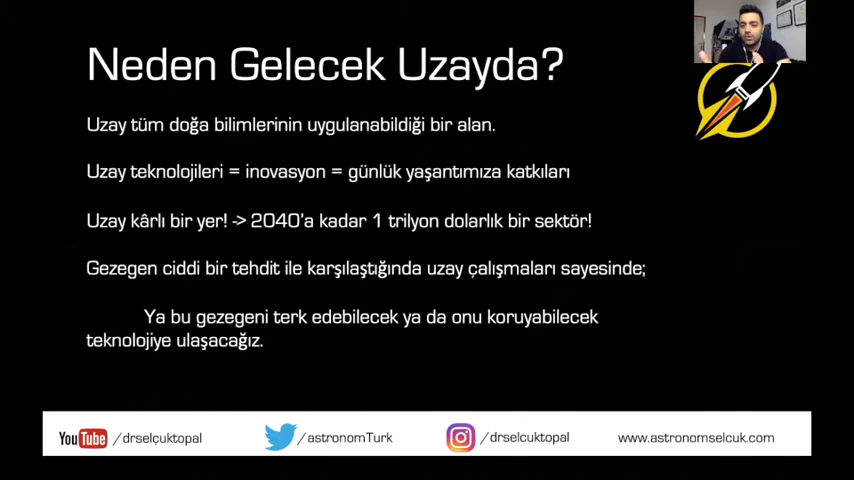 Neden Gelecek Uzayda?
Uzay tüm doğa bilimlerinin uygulanabildiği bir alan.
Uzay teknolojileri = inovasyon = günlük yaşantımıza katkıları
Uzay kârlı bir yer! -> 2040'a kadar 1 trilyon dolarlık bir sektör!
Gezegen ciddi bir tehdit ile karşılaştığında uzay çalışmaları sayesinde;
Ya bu gezegeni terk edebilecek ya da onu koruyabilecek
teknolojiye ulaşacağız.
YouTube /drselçuktopal
/astronomTurk
/drselcuktopal
www.astronomselcuk.com